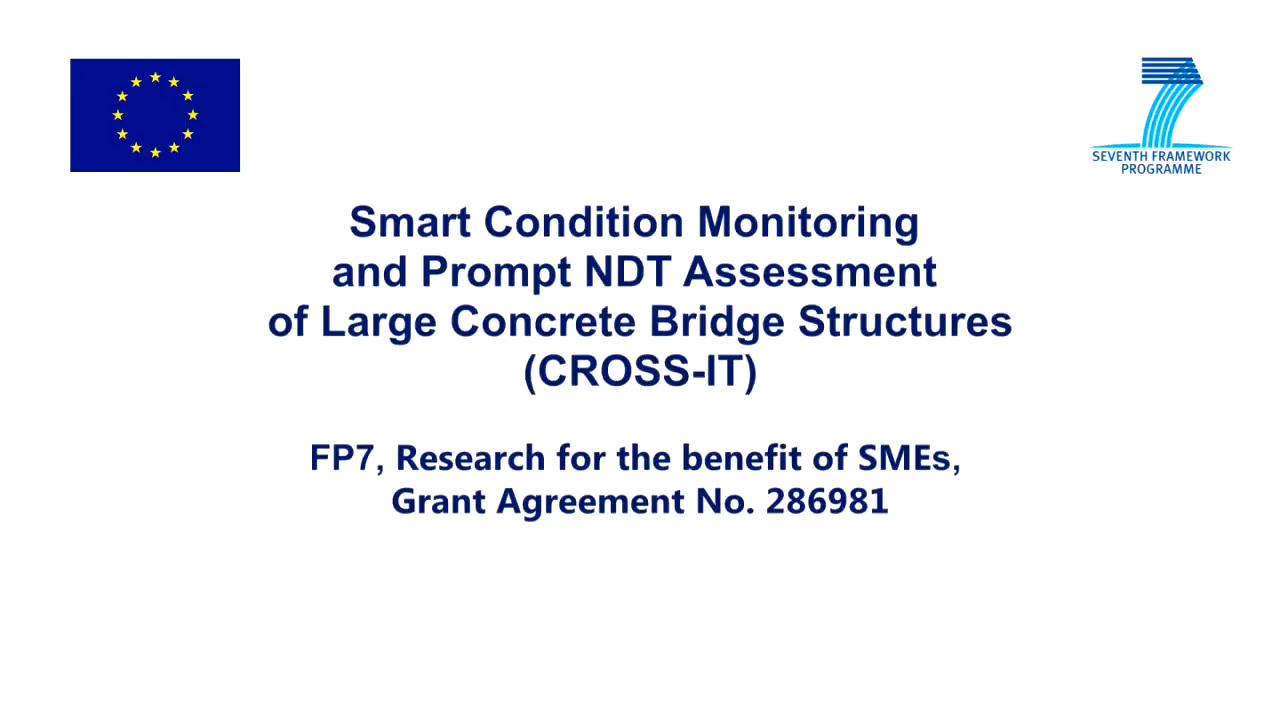 SEVENTH FRAMEWORK
PROGRAMME
Smart Condition Monitoring
and Prompt NDT Assessment
of Large Concrete Bridge Structures
(CROSS-IT)
FP7, Research for the benefit of SMEs,
Grant Agreement No. 286981